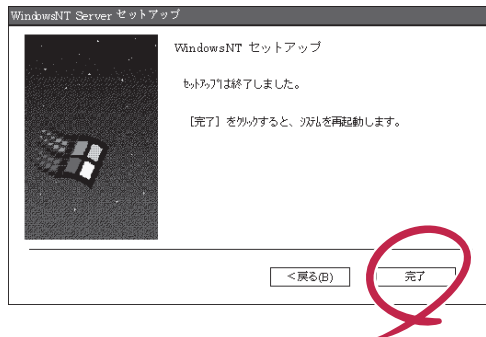 WindowsNT Server セットアップ
WindowsNT セットアップ
ｾｯﾄｱｯﾌﾟは終了しました。
［完了］をｸﾘｯｸすると、ｼｽﾃﾑを再起動します。
<戻る(B)
完了